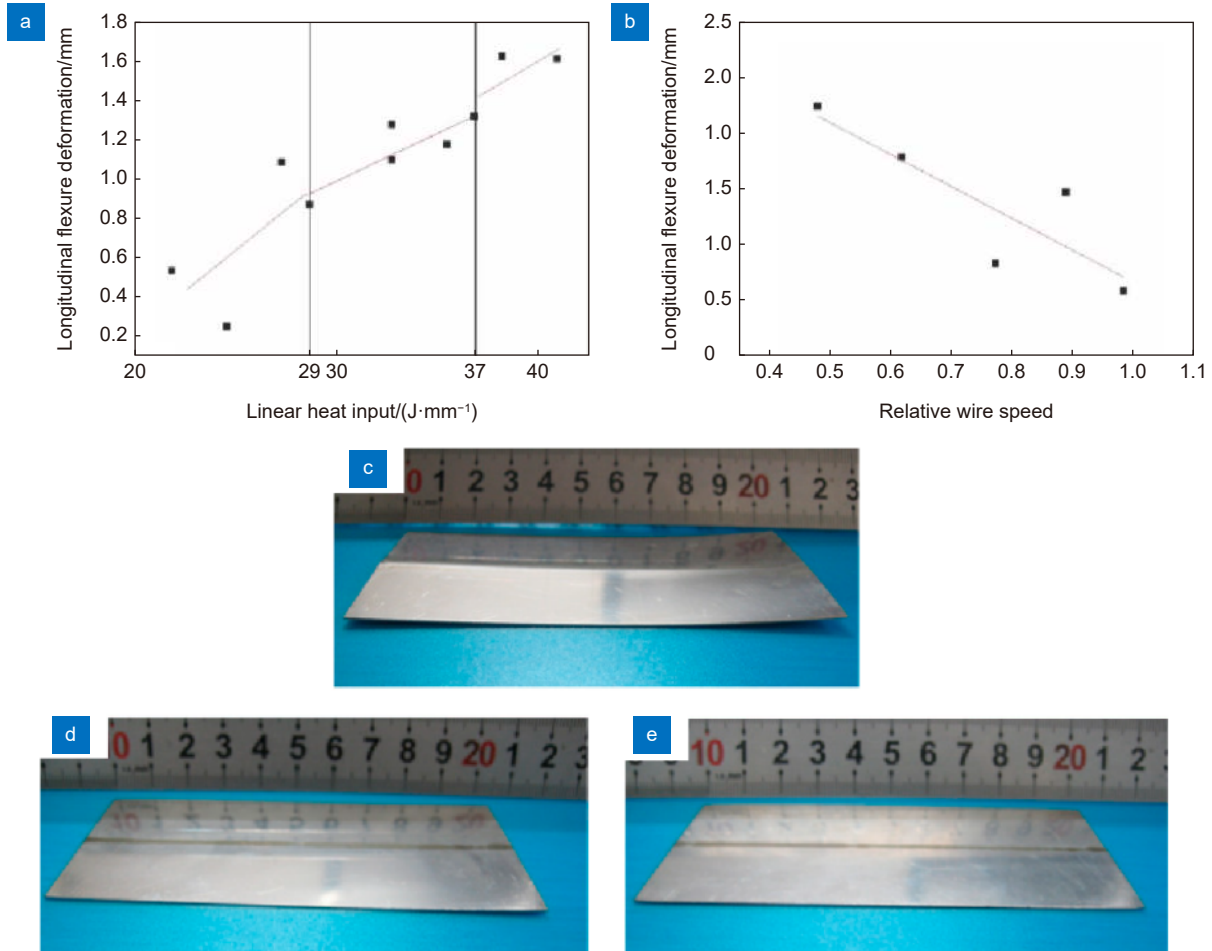 a
1.8
1.6
1.4
1.2
1.0
0.8
0.6
0.4
0.2
Longitudinal flexure deformation/mm
20 29 30 37 40
Linear heat input/(J·mm⁻¹)
b
2.5
2.0
1.0
1.5
1.0
0.5
0
Longitudinal flexure deformation/mm
0.4 0.5 0.6 0.7 0.8 0.9 1.0 1.1
Relative wire speed
c
0 1 2 3 4 5 6 7 8 9 20 1 2 3
d
0 1 2 3 4 5 6 7 8 9 20 1 2 3
e
10 1 2 3 4 5 6 7 8 9 20 1 2